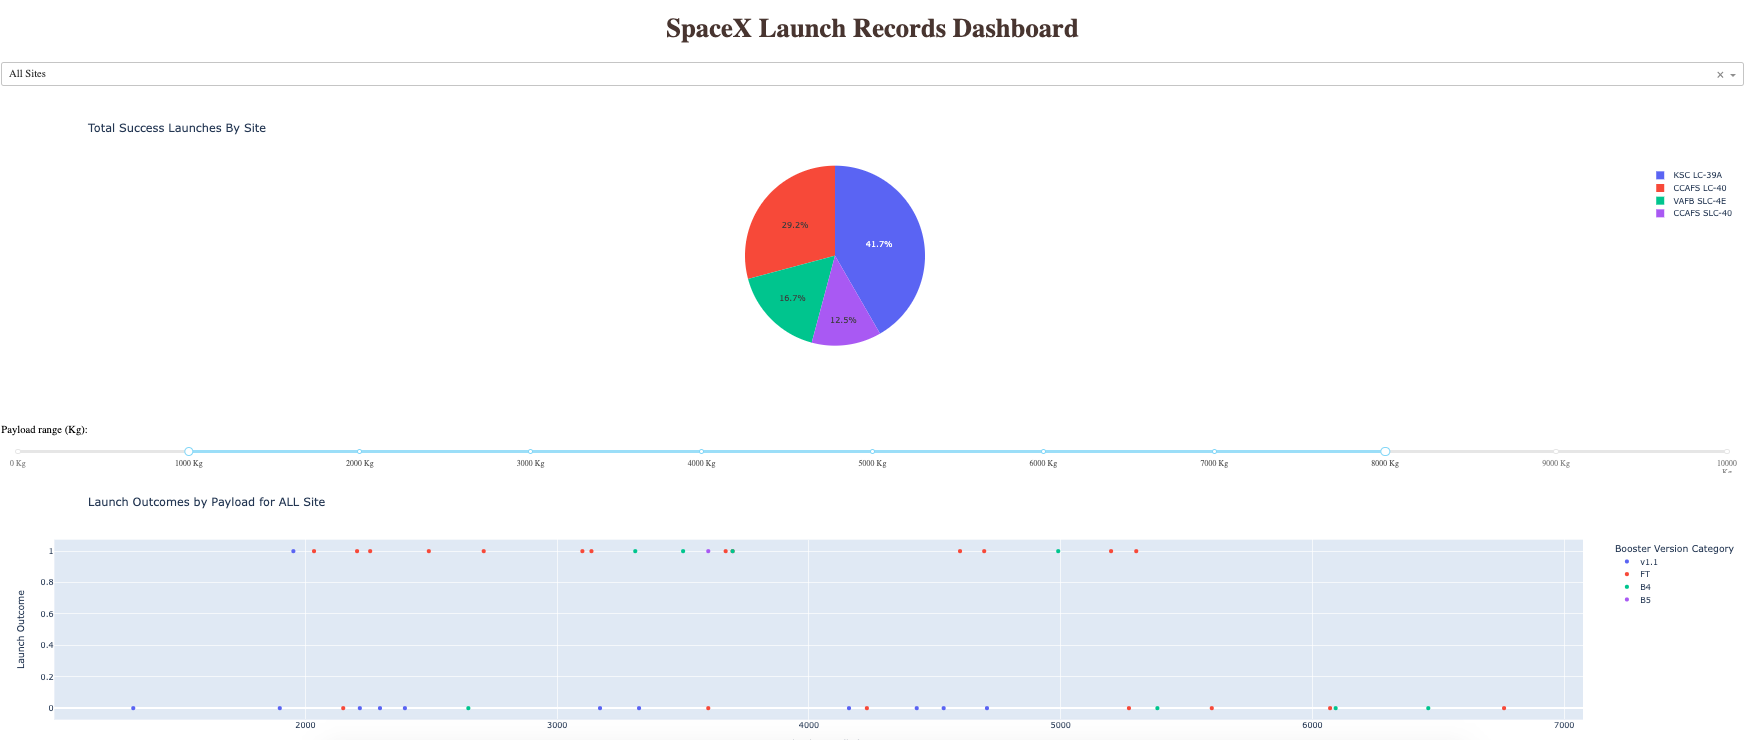 SpaceX Launch Records Dashboard
All Sites
Total Success Launches By Site
KSC LC-39A
CCAFS LC-40
VAFB SLC-4E
CCAFS SLC-40
29.2%
41.7%
16.7%
12.5%
Payload range (Kg):
0 Kg 1000 Kg 2000 Kg 3000 Kg 4000 Kg 5000 Kg 6000 Kg 7000 Kg 8000 Kg 9000 Kg 10000
Launch Outcomes by Payload for ALL Site
Launch Outcome
1
0.8
0.6
0.4
0.2
0
2000 3000 4000 5000 6000 7000
Booster Version Category
v1.1
FT
B4
B5